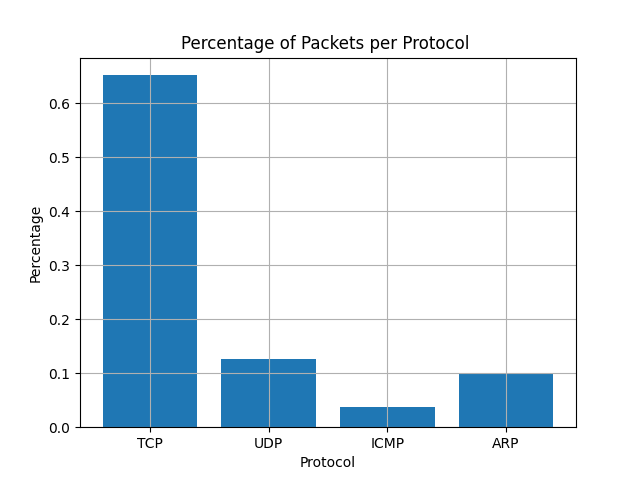 Percentage of Packets per Protocol
Percentage
0.6
0.5
0.4
0.3
0.2
0.1
0.0
TCP UDP ICMP ARP
Protocol